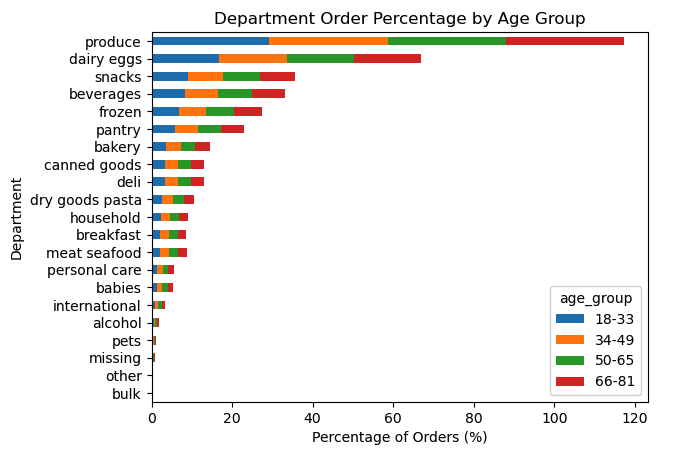 Department Order Percentage by Age Group
produce
dairy eggs
snacks
beverages
frozen
pantry
bakery
canned goods
deli
dry goods pasta
household
breakfast
meat seafood
personal care
babies
international
alcohol
pets
missing
other
bulk
Department
age_group
18-33
34-49
50-65
66-81
0 20 40 60 80 100 120
Percentage of Orders (%)